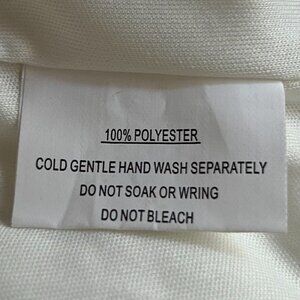 100% POLYESTER
COLD GENTLE HAND WASH SEPARATELY
DO NOT SOAK OR WRING
DO NOT BLEACH